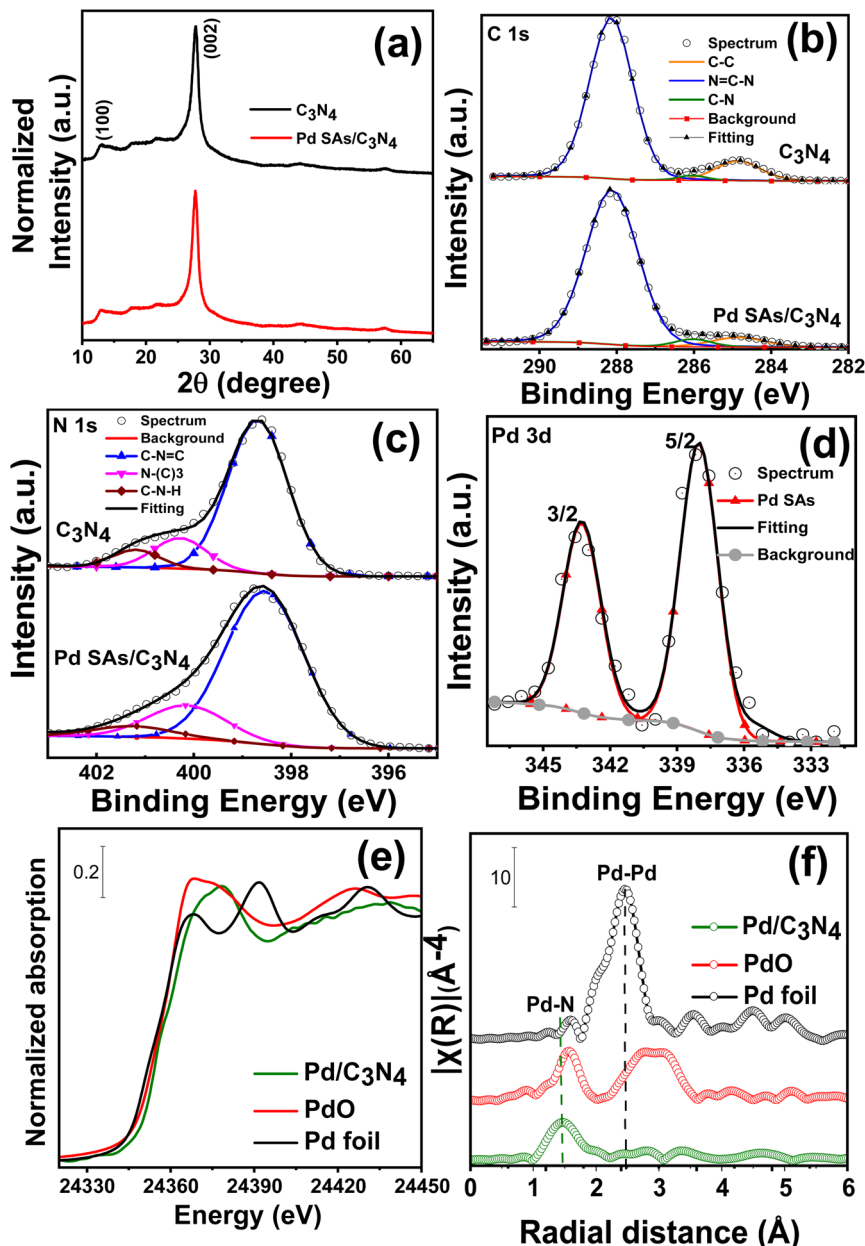 (a)
(002)
(100)
C₃N₄
Pd SAs/C₃N₄
Normalized
Intensity (a.u.)
10 20 30 40 50 60
2θ (degree)
C 1s
(b)
Spectrum
C-C
N=C-N
C-N
Background
Fitting
C₃N₄
Pd SAs/C₃N₄
Intensity (a.u.)
290 288 286 284 282
Binding Energy (eV)
N 1s
(c)
Spectrum
Background
C-N=C
N-(C)3
C-N-H
Fitting
C₃N₄
Pd SAs/C₃N₄
Intensity (a.u.)
402 400 398 396
Binding Energy (eV)
Pd 3d
(d)
5/2
3/2
Spectrum
Pd SAs
Fitting
Background
Intensity (a.u.)
345 342 339 336 333
Binding Energy (eV)
(e)
0.2
Pd/C₃N₄
PdO
Pd foil
Normalized absorption
24330 24360 24390 24420 24450
Energy (eV)
(f)
10
Pd-Pd
Pd-N
Pd/C₃N₄
PdO
Pd foil
|χ(R)|(Å⁻⁴)
0 1 2 3 4 5 6
Radial distance (Å)